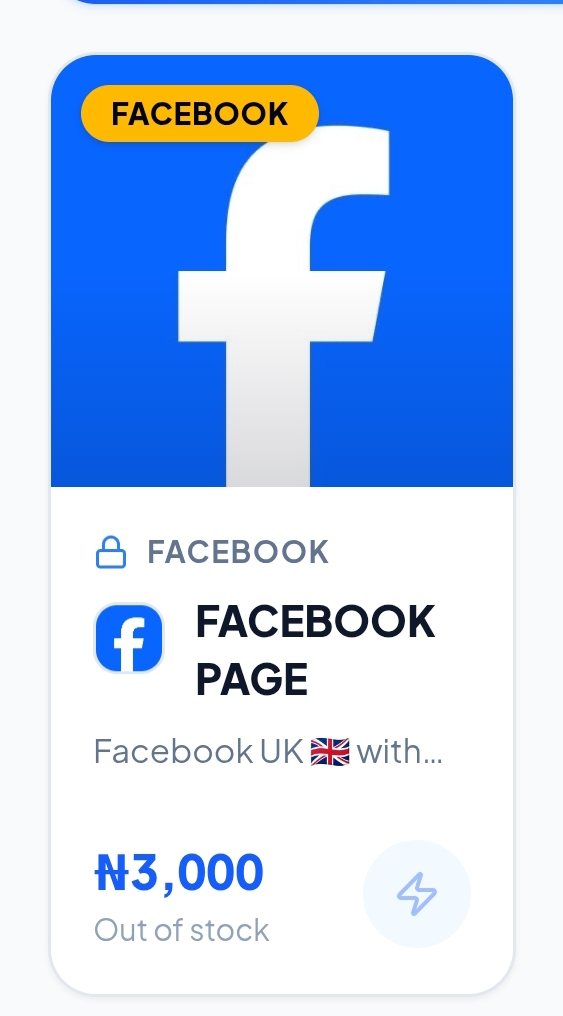 FACEBOOK
FACEBOOK
FACEBOOK
PAGE
Facebook UK 🇬🇧 with...
₦3,000
Out of stock